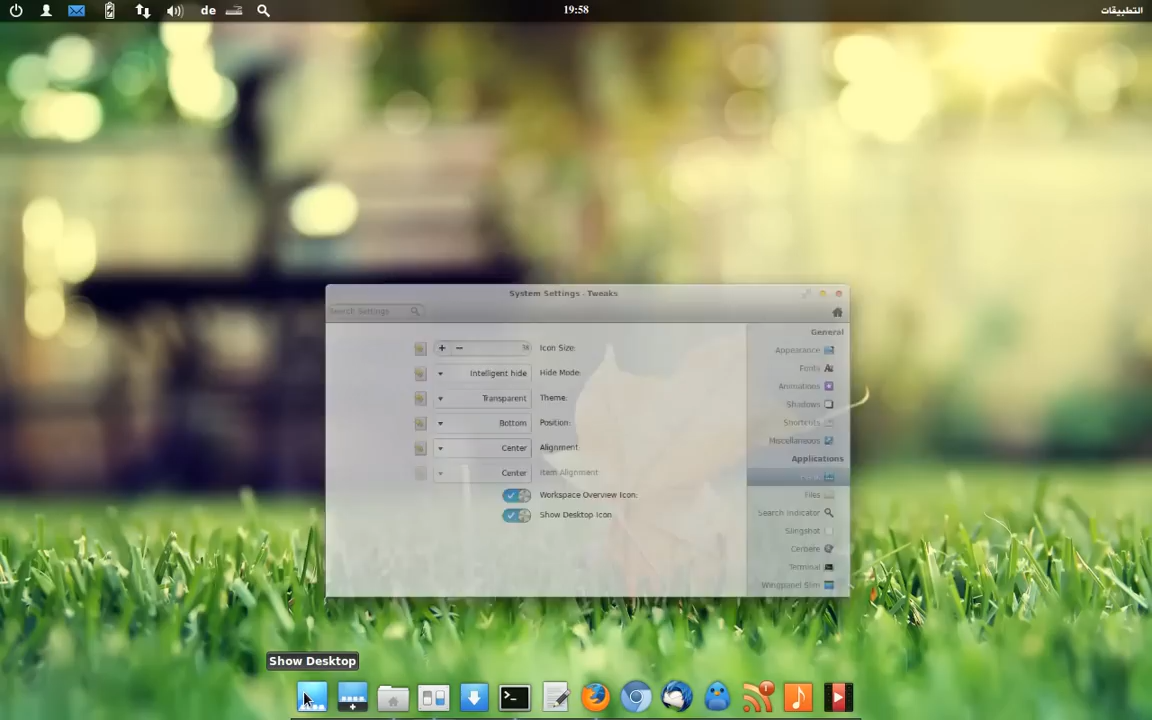 de
19:58
التطبيقات
System Settings - Tweaks
Search Settings
General
Icon Size:
Appearance
Hide Mode:
Intelligent hide
Fonts
Animations
Theme:
Transparent
Shadows
Position:
Bottom
Shortcuts
Miscellaneous
Alignment:
Center
Applications
Item Alignment:
Center
Workspace Overview Icon:
Files
Show Desktop Icon:
Search Indicator
Slingshot
Cerbere
Terminal
Wingpanel Slim
Show Desktop